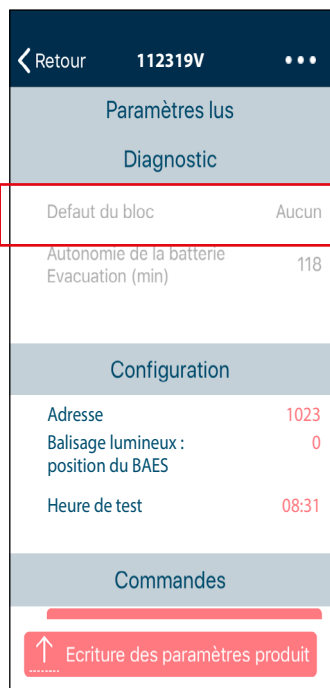 Retour 112319V •••
Paramètres lus
Diagnostic
Defaut du bloc Aucun
Autonomie de la batterie
Evacuation (min) 118
Configuration
Adresse 1023
Balisage lumineux : 0
position du BAES
Heure de test 08:31
Commandes
Ecriture des paramètres produit